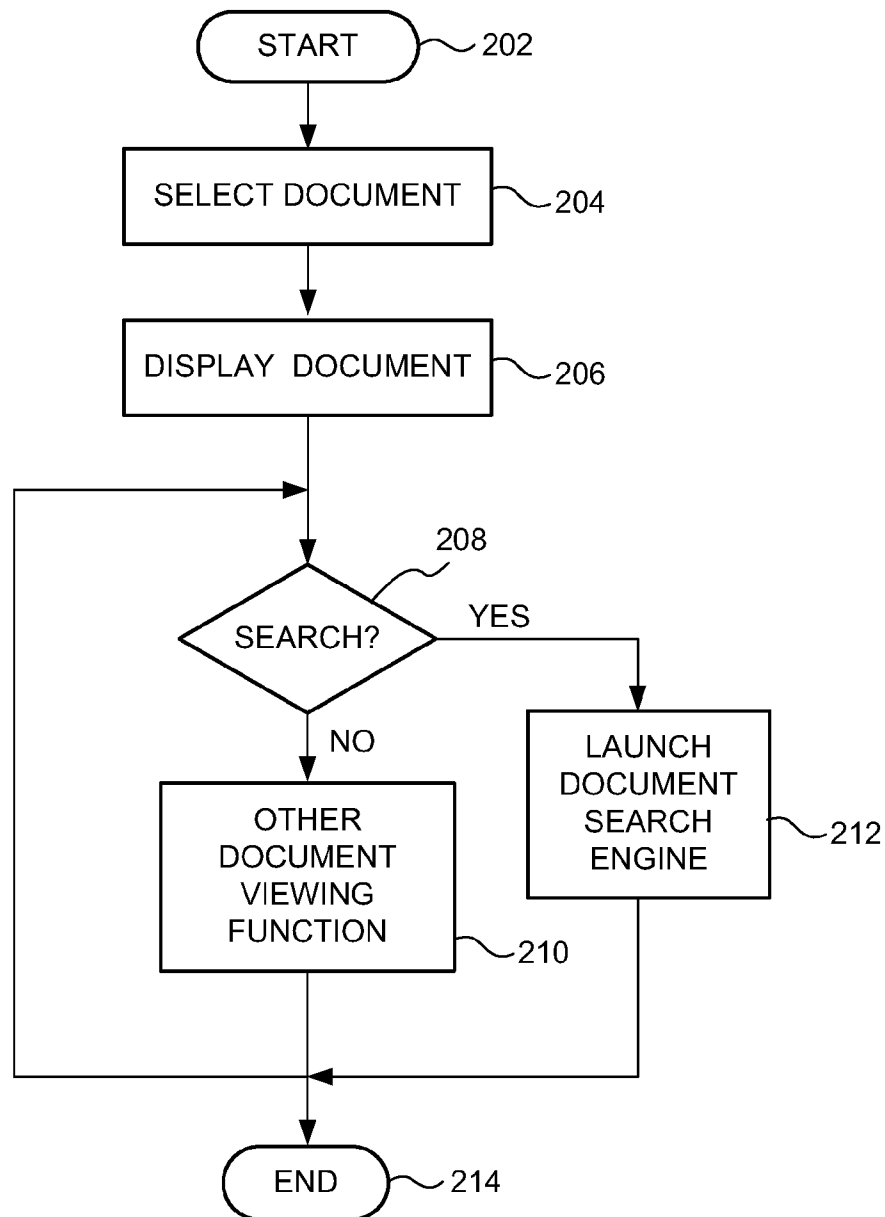 START
202
SELECT DOCUMENT
204
DISPLAY DOCUMENT
206
208
SEARCH?
YES
NO
LAUNCH
DOCUMENT
SEARCH
ENGINE
212
OTHER
DOCUMENT
VIEWING
FUNCTION
210
END
214